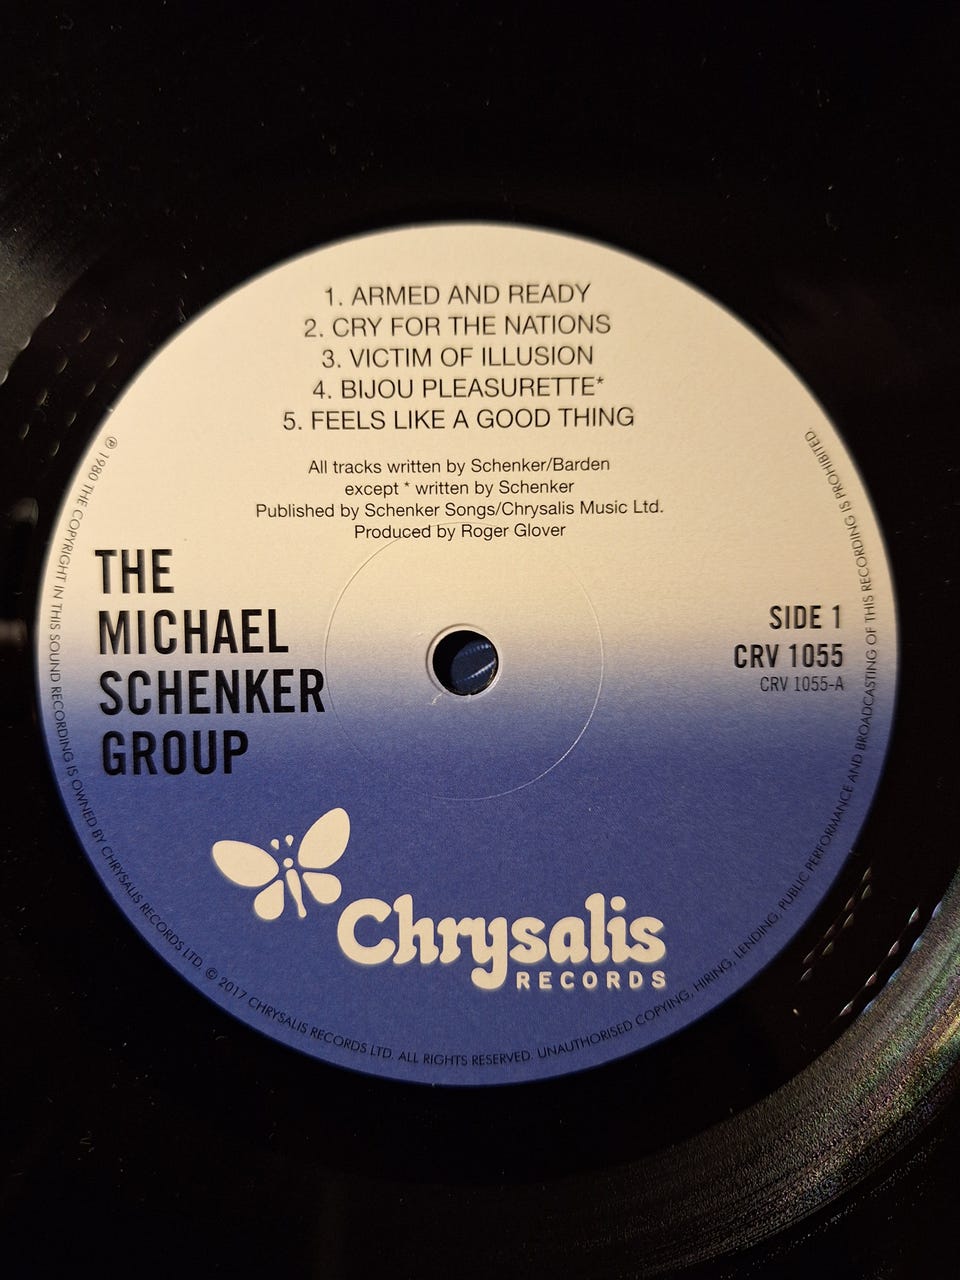 1. ARMED AND READY
2. CRY FOR THE NATIONS
3. VICTIM OF ILLUSION
4. BIJOU PLEASURETTE*
5. FEELS LIKE A GOOD THING
All tracks written by Schenker/Barden
except * written by Schenker
Published by Schenker Songs/Chrysalis Music Ltd.
Produced by Roger Glover
THE
MICHAEL
SCHENKER
GROUP
SIDE 1
CRV 1055
CRV 1055-A
Chrysalis
RECORDS
℗ 1980 THE COPYRIGHT IN THIS SOUND RECORDING IS OWNED BY CHRYSALIS RECORDS LTD. © 2017 CHRYSALIS RECORDS LTD. ALL RIGHTS RESERVED. UNAUTHORISED COPYING, HIRING, LENDING, PUBLIC PERFORMANCE AND BROADCASTING OF THIS RECORDING IS PROHIBITED.